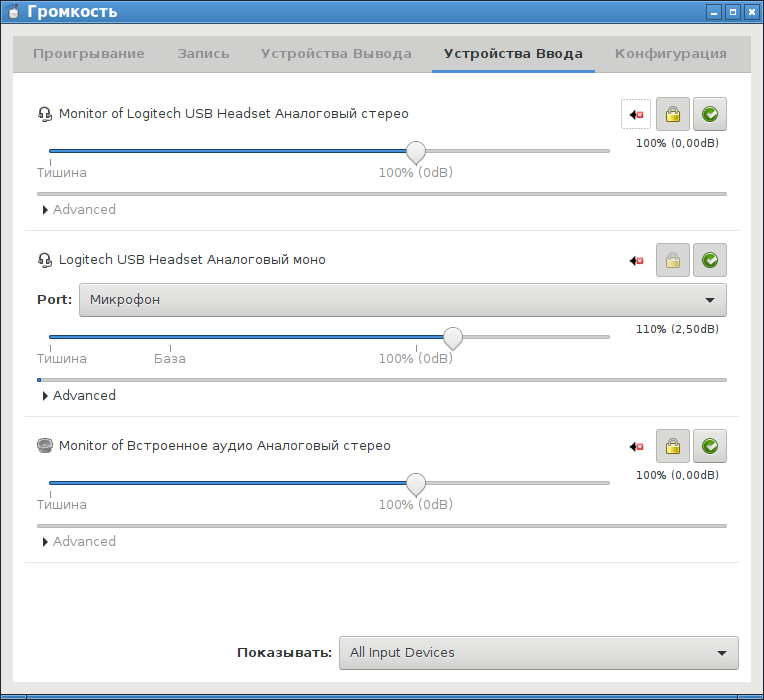 Громкость
Проигрывание Запись Устройства Вывода Устройства Ввода Конфигурация
Monitor of Logitech USB Headset Аналоговый стерео
100% (0,00dB)
Тишина 100% (0dB)
Advanced
Logitech USB Headset Аналоговый моно
Port: Микрофон
110% (2,50dB)
Тишина База 100% (0dB)
Advanced
Monitor of Встроенное аудио Аналоговый стерео
100% (0,00dB)
Тишина 100% (0dB)
Advanced
Показывать: All Input Devices